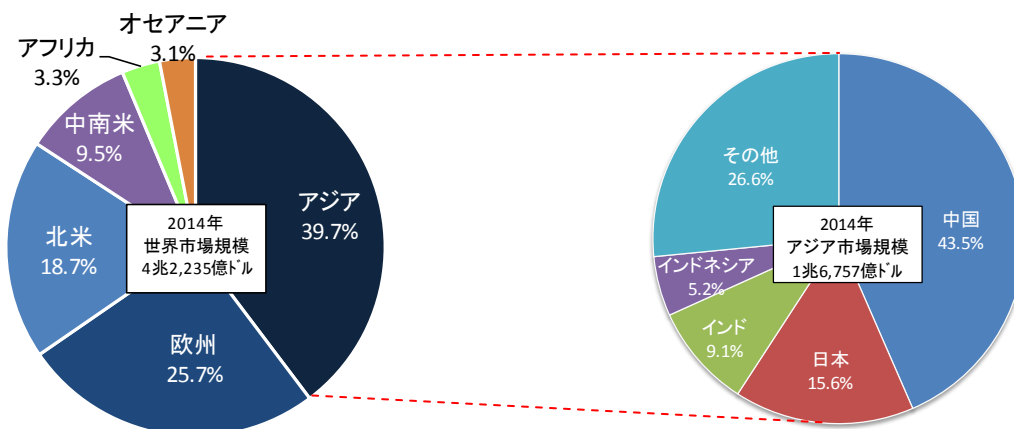 オセアニア
3.1%
アフリカ
3.3%
中南米
9.5%
北米
18.7%
欧州
25.7%
アジア
39.7%
2014年
世界市場規模
4兆2,235億ﾄﾞﾙ
その他
26.6%
中国
43.5%
インドネシア
5.2%
インド
9.1%
日本
15.6%
2014年
アジア市場規模
1兆6,757億ﾄﾞﾙ